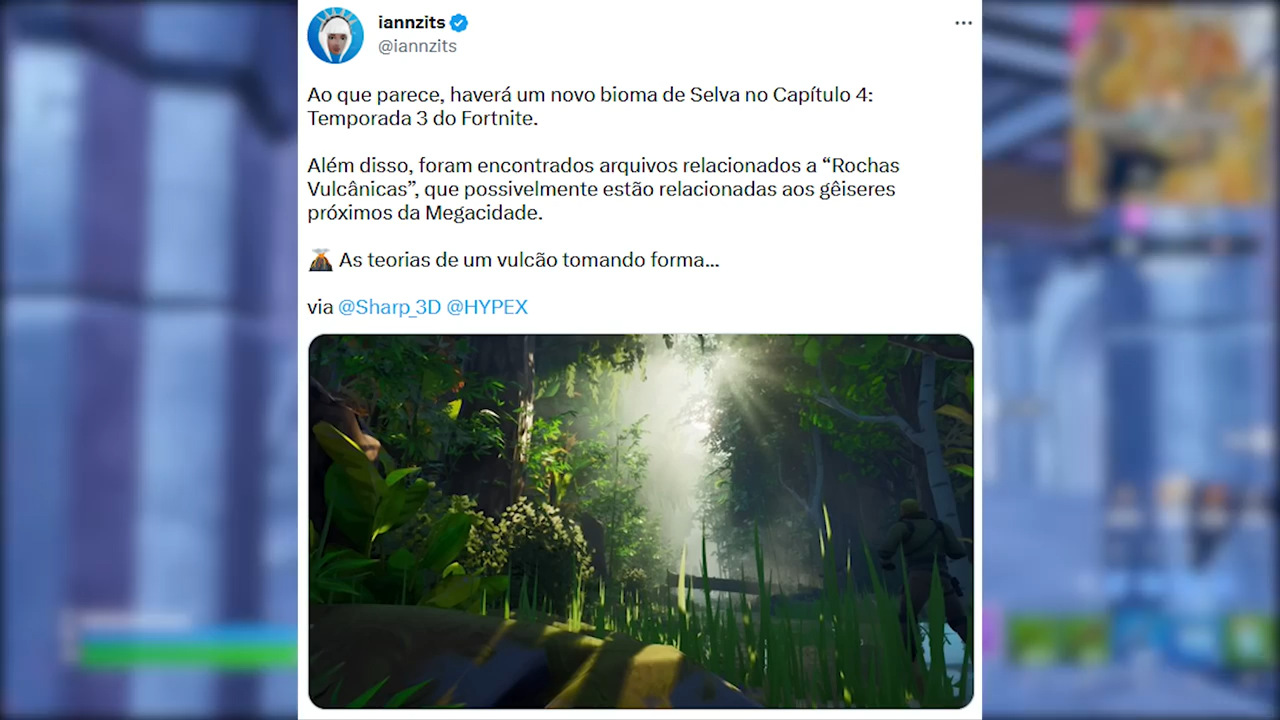 iannzits
@iannzits
Ao que parece, haverá um novo bioma de Selva no Capítulo 4:
Temporada 3 do Fortnite.
Além disso, foram encontrados arquivos relacionados a “Rochas
Vulcânicas”, que possivelmente estão relacionadas aos gêiseres
próximos da Megacidade.
🌋 As teorias de um vulcão tomando forma...
via @Sharp_3D @HYPEX